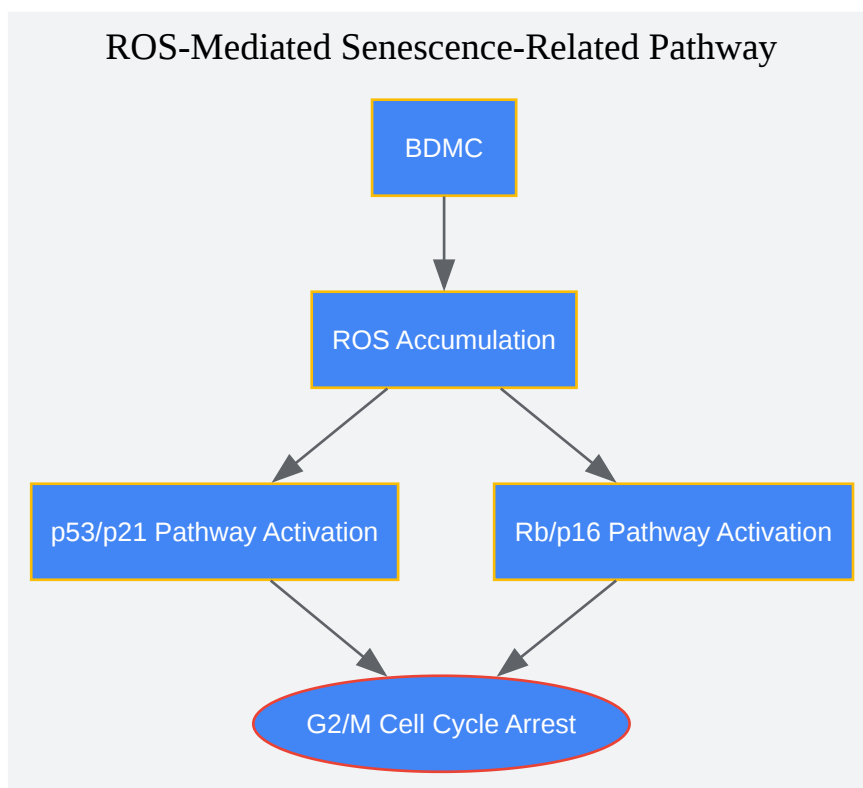 ROS-Mediated Senescence-Related Pathway
BDMC
ROS Accumulation
p53/p21 Pathway Activation
Rb/p16 Pathway Activation
G2/M Cell Cycle Arrest